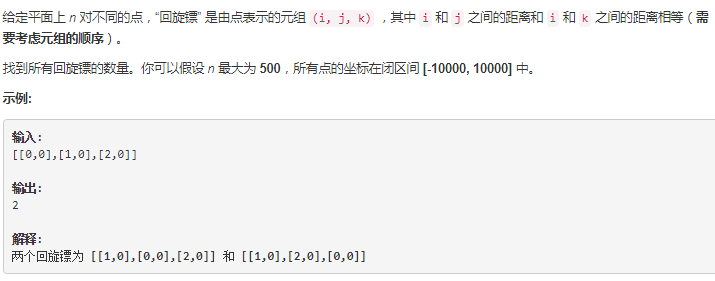 给定平面上 n 对不同的点，“回旋镖” 是由点表示的元组 (i, j, k) ，其中 i 和 j 之间的距离和 i 和 k 之间的距离相等（需
要考虑元组的顺序）。
找到所有回旋镖的数量。你可以假设 n 最大为 500，所有点的坐标在闭区间 [-10000, 10000] 中。
示例:
输入:
[[0,0],[1,0],[2,0]]
输出:
2
解释:
两个回旋镖为 [[1,0],[0,0],[2,0]] 和 [[1,0],[2,0],[0,0]]